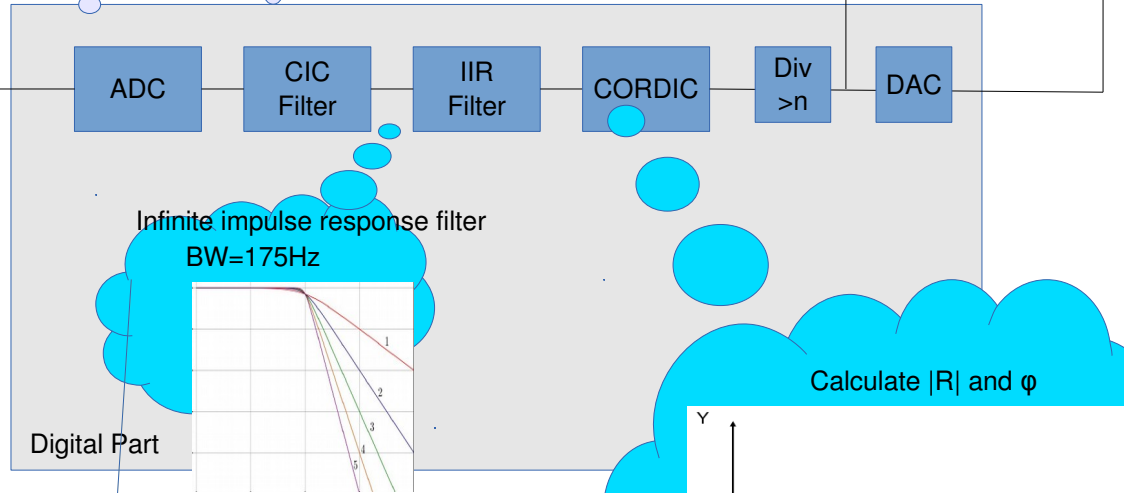 ADC
CIC
Filter
IIR
Filter
CORDIC
Div
>n
DAC
Infinite impulse response filter
BW=175Hz
1
2
3
4
5
Calculate |R| and φ
Y
Digital Part